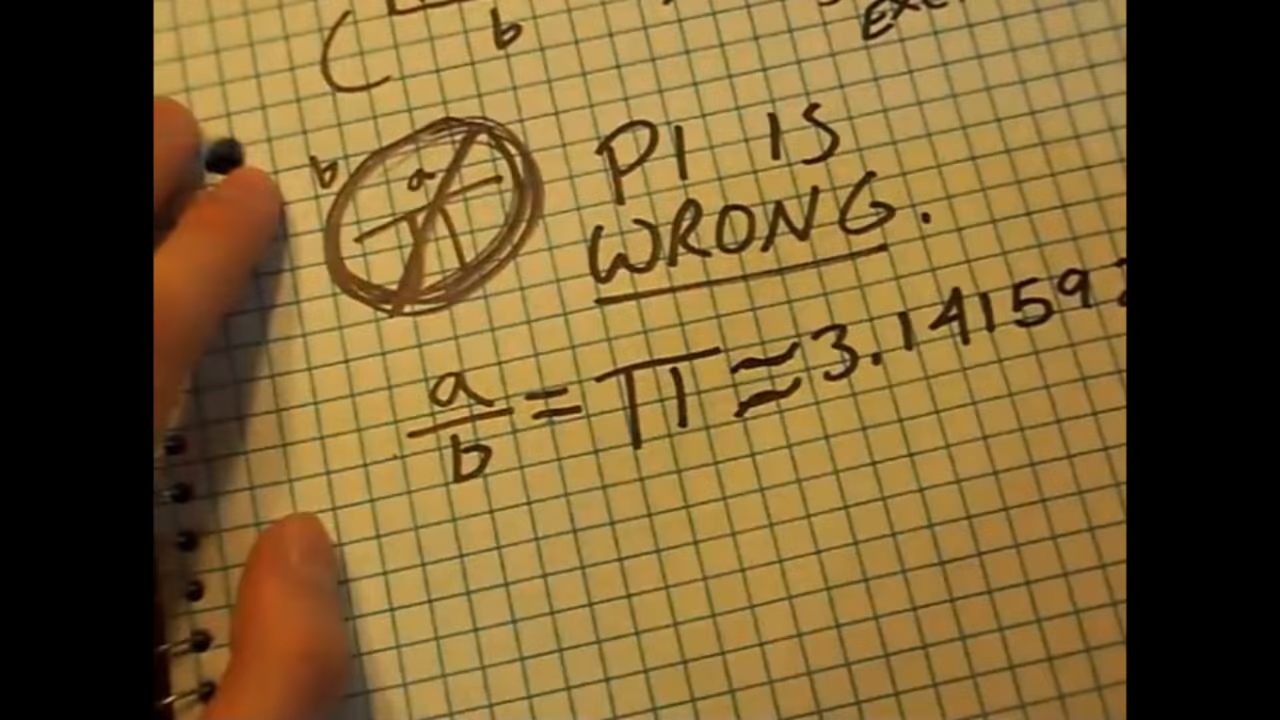 b
b a π PI IS
WRONG.
a/b = π ≈ 3.14159